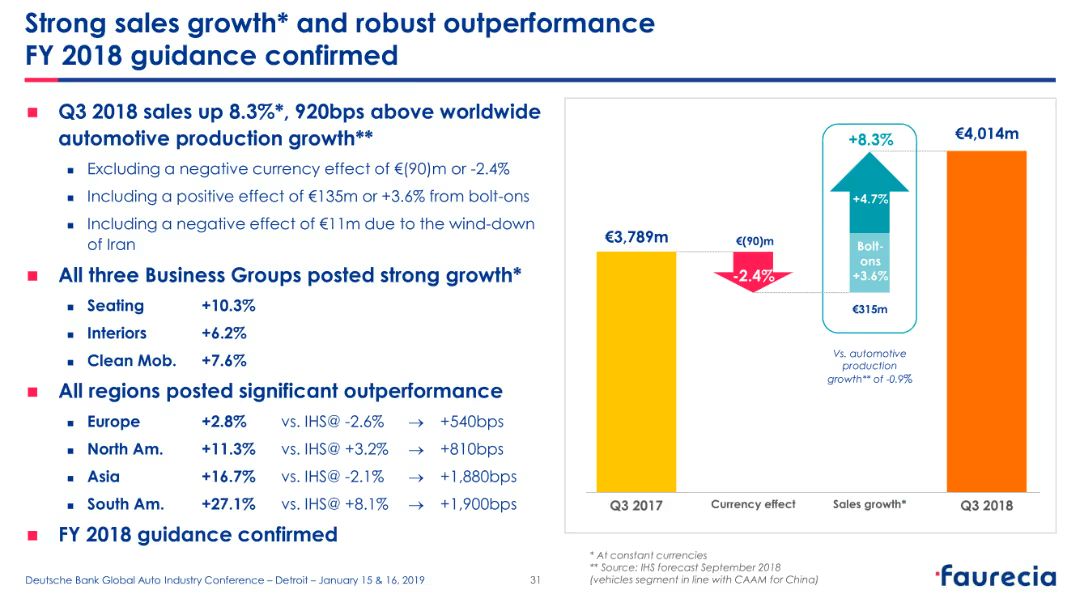 Strong sales growth* and robust outperformance
FY 2018 guidance confirmed
Q3 2018 sales up 8.3%*, 920bps above worldwide
automotive production growth**
Excluding a negative currency effect of €(90)m or -2.4%
Including a positive effect of €135m or +3.6% from bolt-ons
Including a negative effect of €11m due to the wind-down
of Iran
All three Business Groups posted strong growth*
Seating +10.3%
Interiors +6.2%
Clean Mob. +7.6%
All regions posted significant outperformance
Europe +2.8% vs. IHS@ -2.6% → +540bps
North Am. +11.3% vs. IHS@ +3.2% → +810bps
Asia +16.7% vs. IHS@ -2.1% → +1,880bps
South Am. +27.1% vs. IHS@ +8.1% → +1,900bps
FY 2018 guidance confirmed
€3,789m
€(90)m
-2.4%
+8.3%
+4.7%
Bolt-
ons
+3.6%
€315m
Vs. automotive
production
growth** of -0.9%
€4,014m
Q3 2017 Currency effect Sales growth* Q3 2018
* At constant currencies
** Source: IHS forecast September 2018
(vehicles segment in line with CAAM for China)
Deutsche Bank Global Auto Industry Conference – Detroit – January 15 & 16, 2019
31
faurecia